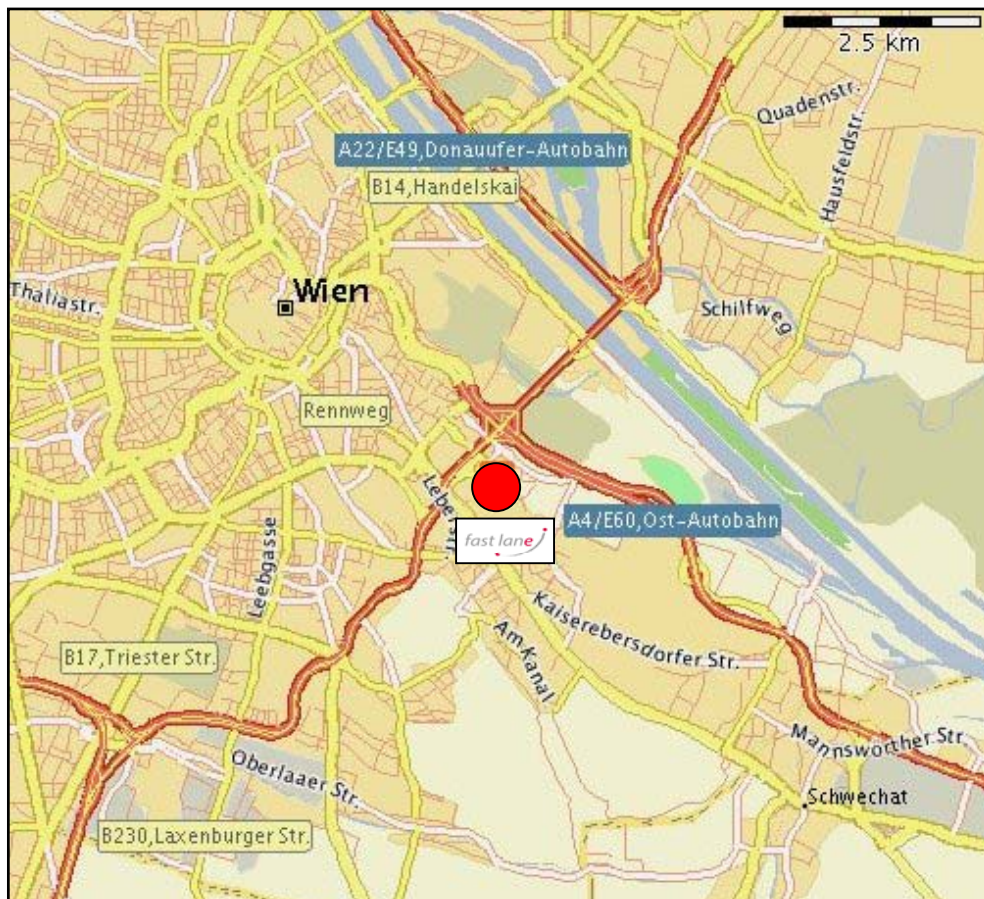 2.5 km
Quadenstr.
A22/E49,Donauufer-Autobahn
B14,Handelskai
Hausfeldstr.
Wien
Thaliastr.
Schilfweg
Rennweg
fast lane
A4/E60,Ost-Autobahn
Leebgasse
Kaiserebersdorfer Str.
Am Kanal
B17,Triester Str.
Mannswörther Str.
Oberlaaer Str.
Schwechat
B230,Laxenburger Str.